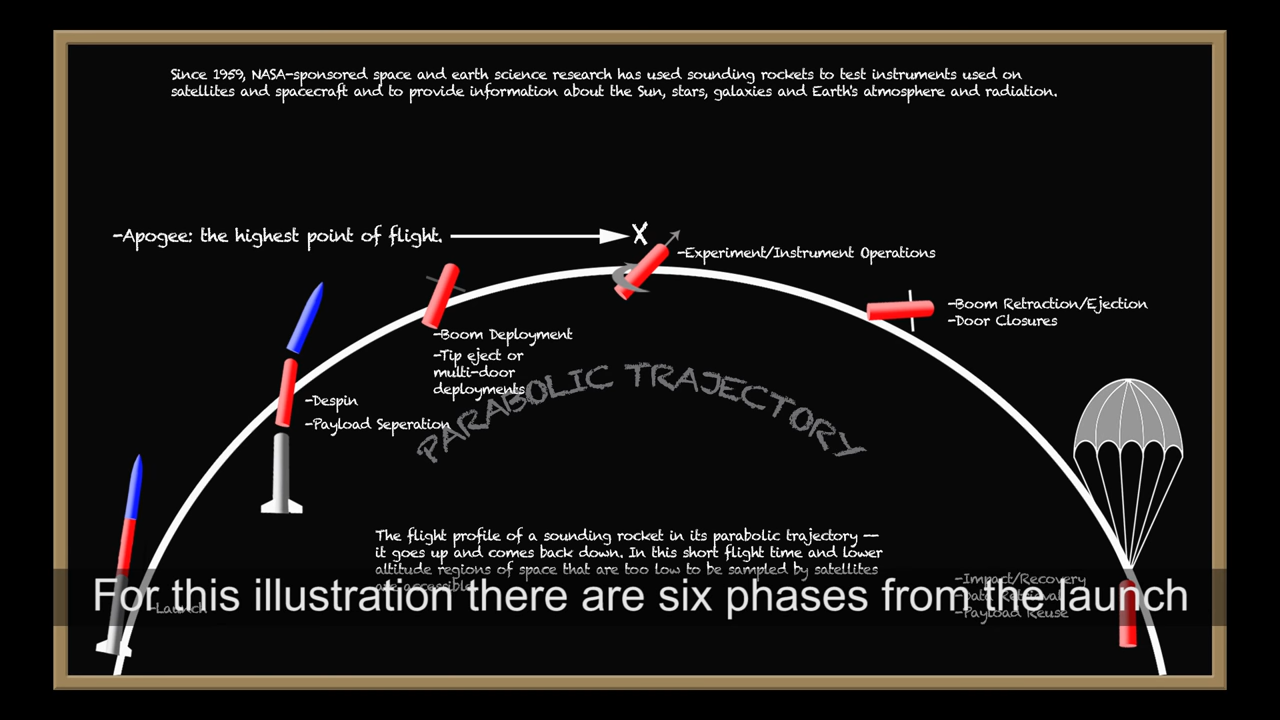 Since 1959, NASA-sponsored space and earth science research has used sounding rockets to test instruments used on
satellites and spacecraft and to provide information about the Sun, stars, galaxies and Earth's atmosphere and radiation.
-Apogee: the highest point of flight.
X
-Experiment/Instrument Operations
-Boom Retraction/Ejection
-Door Closures
-Boom Deployment
-Tip eject or
multi-door
deployments
PARABOLIC TRAJECTORY
-Despin
-Payload Seperation
The flight profile of a sounding rocket in its parabolic trajectory --
it goes up and comes back down. In this short flight time and lower
altitude regions of space that are too low to be sampled by satellites
are accessible.
-Launch
-Impact/Recovery
-Data Retrieval
-Payload Reuse
For this illustration there are six phases from the launch